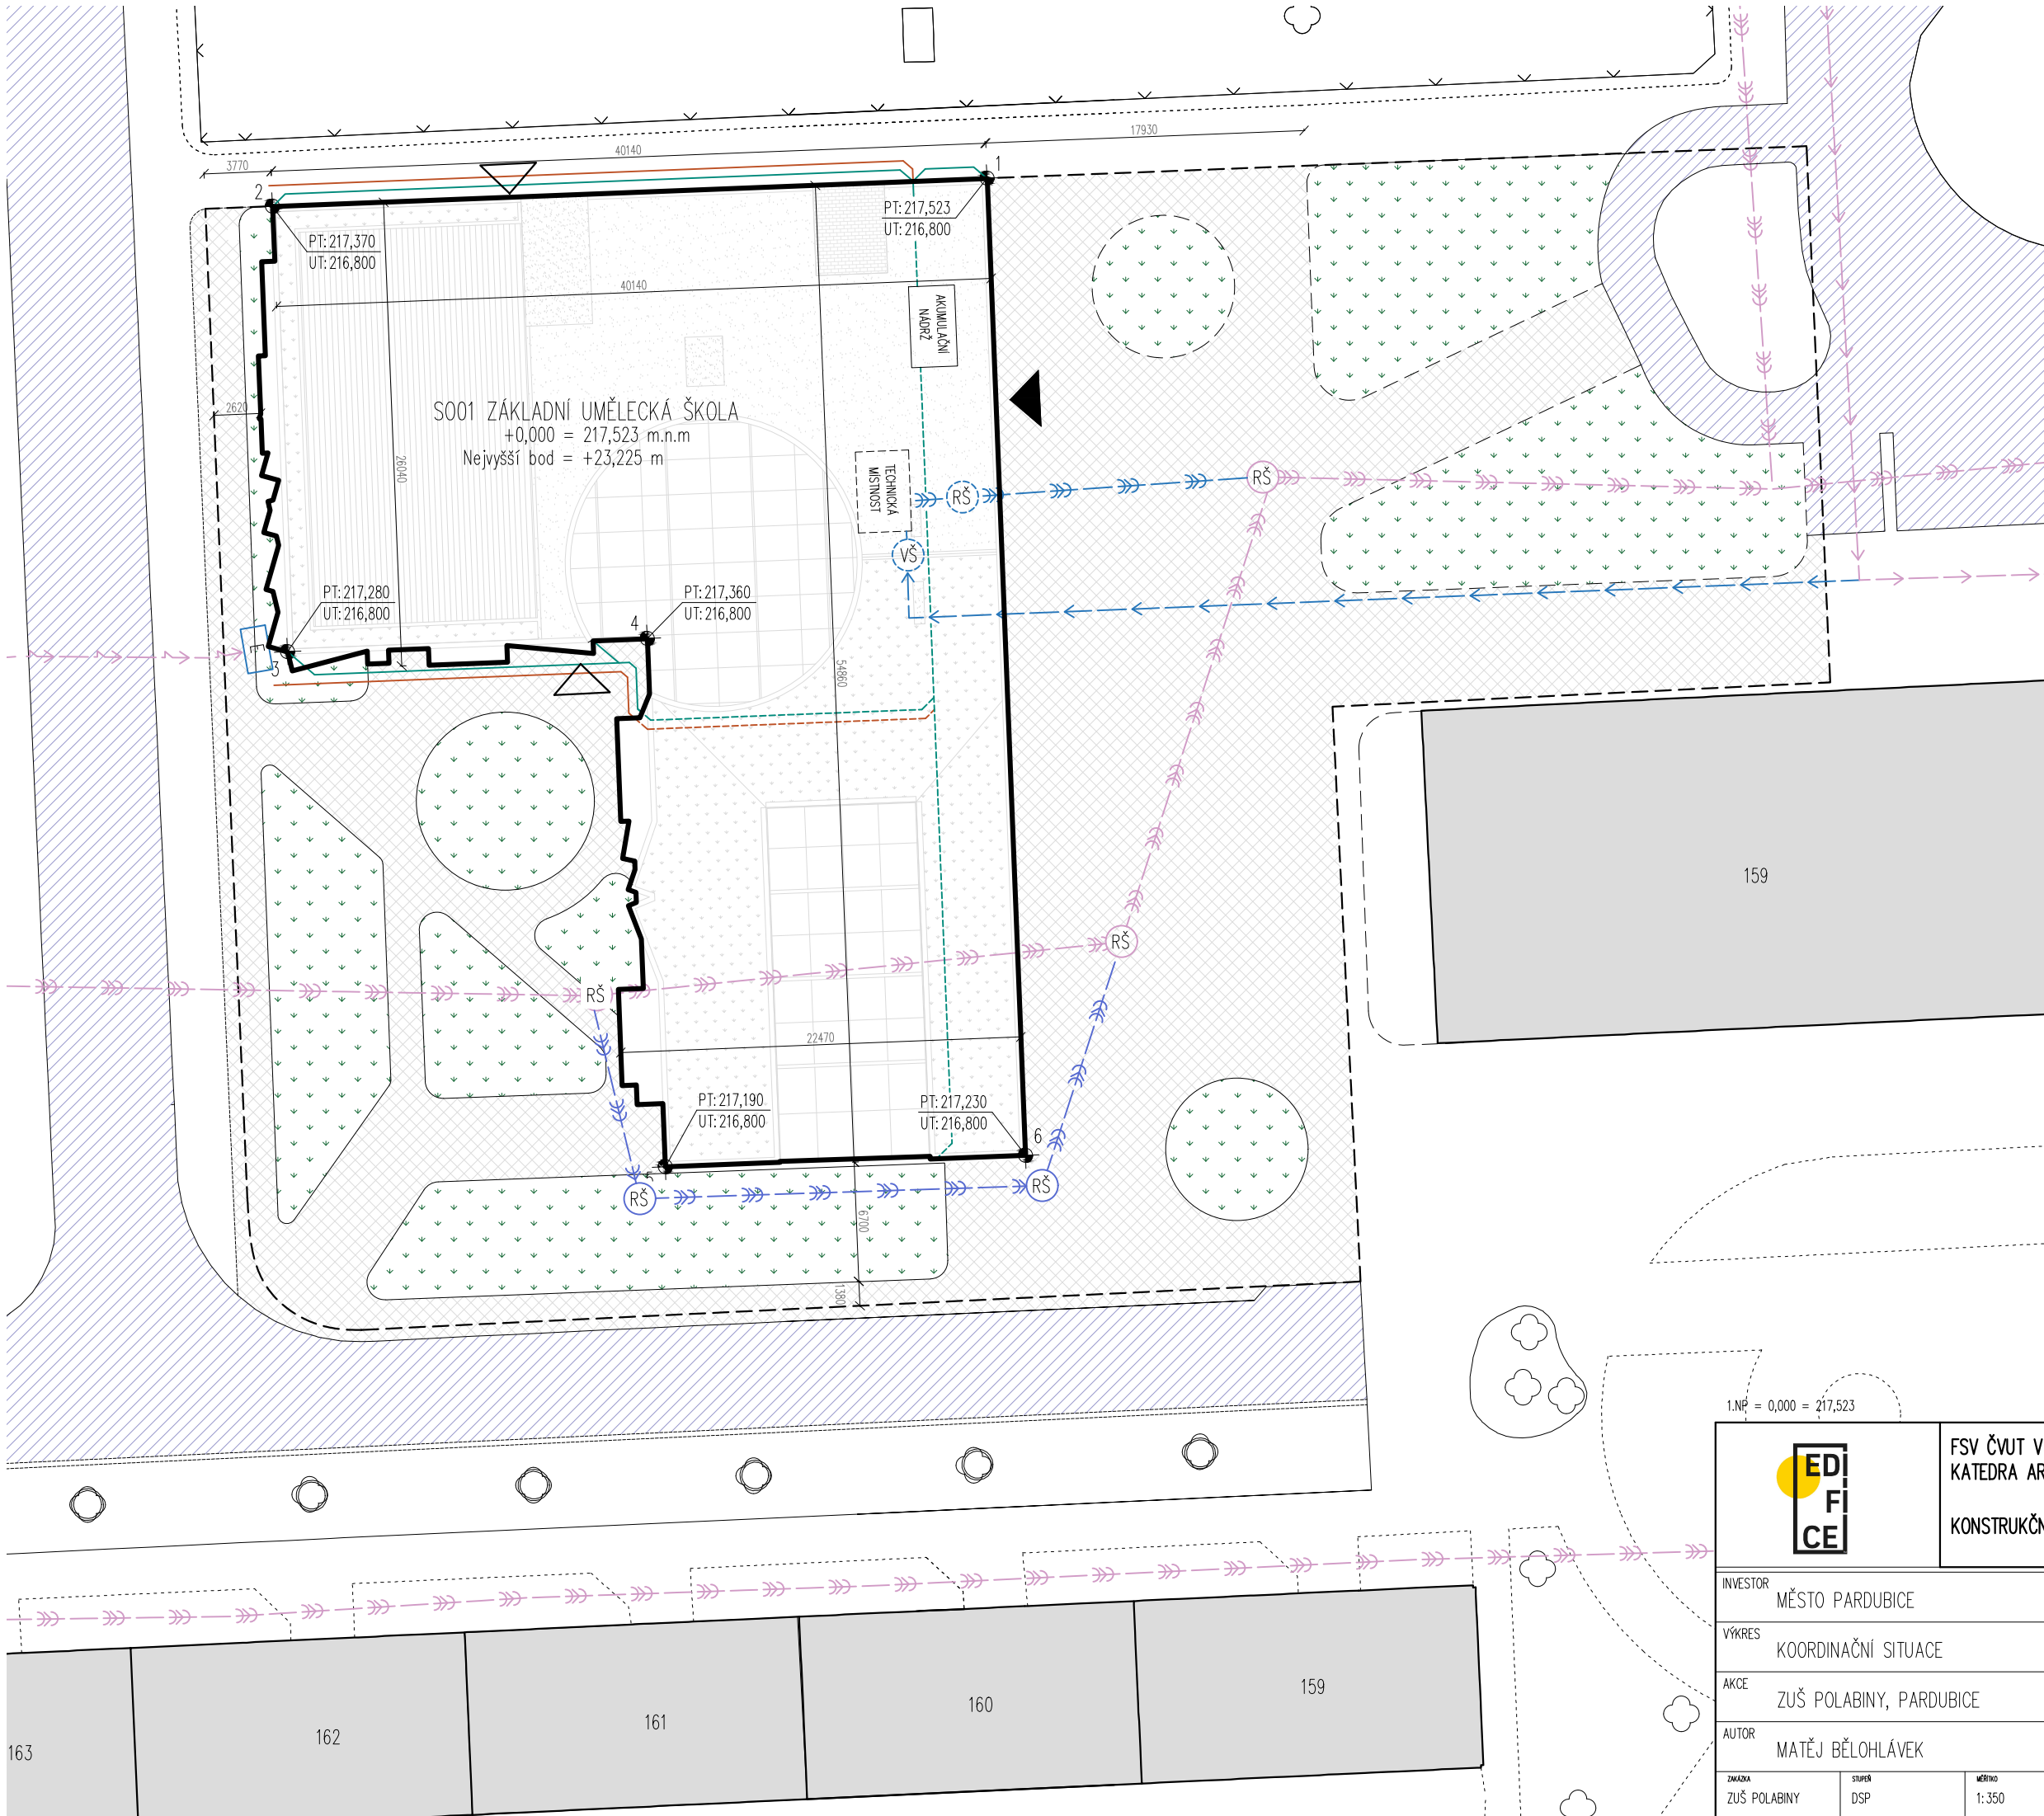 17930
40140
3770
1
2
PT: 217,523
UT: 216,800
PT: 217,370
UT: 216,800
40140
AKUMULAČNÍ
NÁDRŽ
SO01 ZÁKLADNÍ UMĚLECKÁ ŠKOLA
+0,000 = 217,523 m.n.m
Nejvyšší bod = +23,225 m
2620
26040
TECHNICKÁ
MÍSTNOST
RŠ
RŠ
VŠ
PT: 217,280
UT: 216,800
PT: 217,360
UT: 216,800
4
E
3
54860
159
RŠ
RŠ
22470
PT: 217,190
UT: 216,800
PT: 217,230
UT: 216,800
6
5
RŠ
RŠ
6700
1380
1.NP = 0,000 = 217,523
EDI
FI
CE
FSV ČVUT V
KATEDRA AR
KONSTRUKČN
INVESTOR
MĚSTO PARDUBICE
VÝKRES
KOORDINAČNÍ SITUACE
AKCE
ZUŠ POLABINY, PARDUBICE
AUTOR
MATĚJ BĚLOHLÁVEK
ZAKÁZKA
ZUŠ POLABINY
STUPEŇ
DSP
MĚŘÍTKO
1:350
163
162
161
160
159